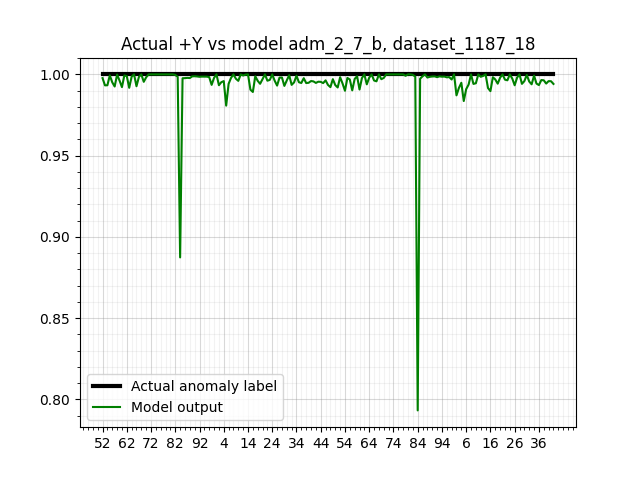 Actual +Y vs model adm_2_7_b, dataset_1187_18
1.00
0.95
0.90
0.85
0.80
Actual anomaly label
Model output
52 62 72 82 92 4 14 24 34 44 54 64 74 84 94 6 16 26 36